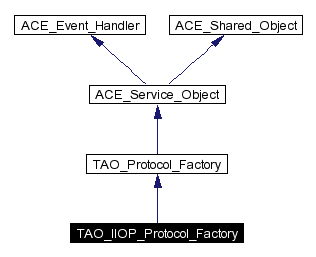 ACE_Event_Handler ACE_Shared_Object
ACE_Service_Object
TAO_Protocol_Factory
TAO_IIOP_Protocol_Factory